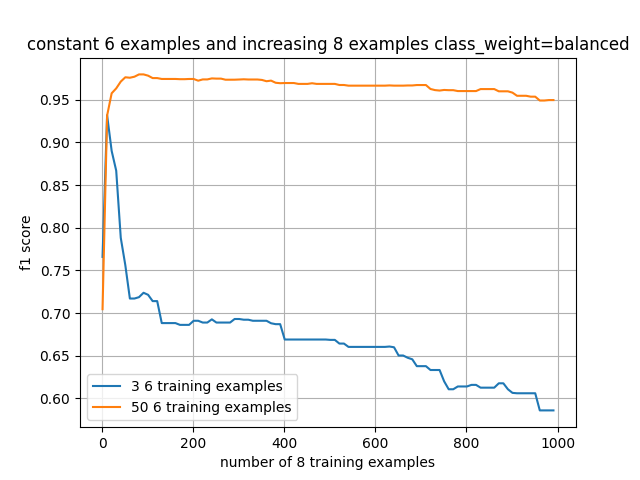 constant 6 examples and increasing 8 examples class_weight=balanced
f1 score
0.95
0.90
0.85
0.80
0.75
0.70
0.65
0.60
3 6 training examples
50 6 training examples
0
200
400
600
800
1000
number of 8 training examples